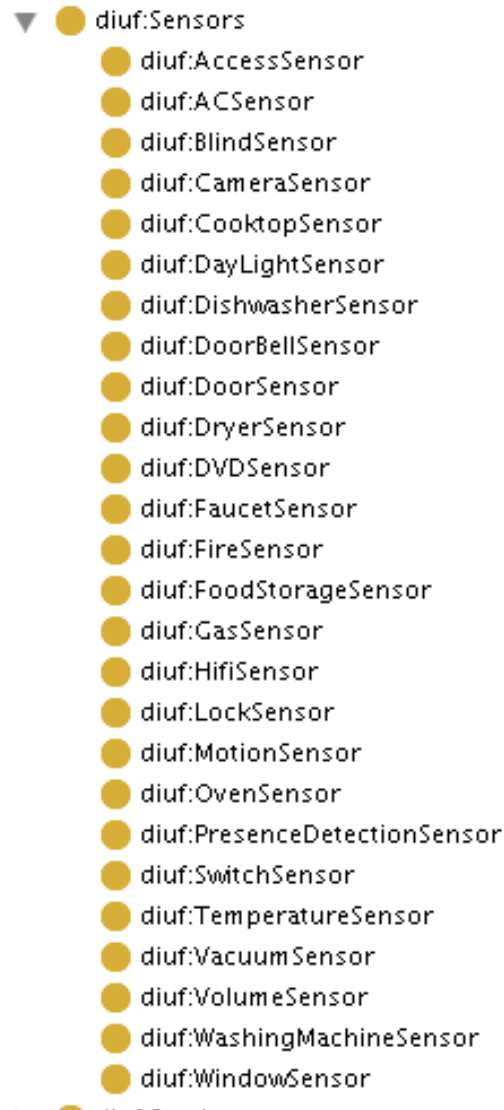 diuf:Sensors
diuf:AccessSensor
diuf:ACSensor
diuf:BlindSensor
diuf:CameraSensor
diuf:CooktopSensor
diuf:DayLightSensor
diuf:DishwasherSensor
diuf:DoorBellSensor
diuf:DoorSensor
diuf:DryerSensor
diuf:DVDSensor
diuf:FaucetSensor
diuf:FireSensor
diuf:FoodStorageSensor
diuf:GasSensor
diuf:HifiSensor
diuf:LockSensor
diuf:MotionSensor
diuf:OvenSensor
diuf:PresenceDetectionSensor
diuf:SwitchSensor
diuf:TemperatureSensor
diuf:VacuumSensor
diuf:VolumeSensor
diuf:WashingMachineSensor
diuf:WindowSensor